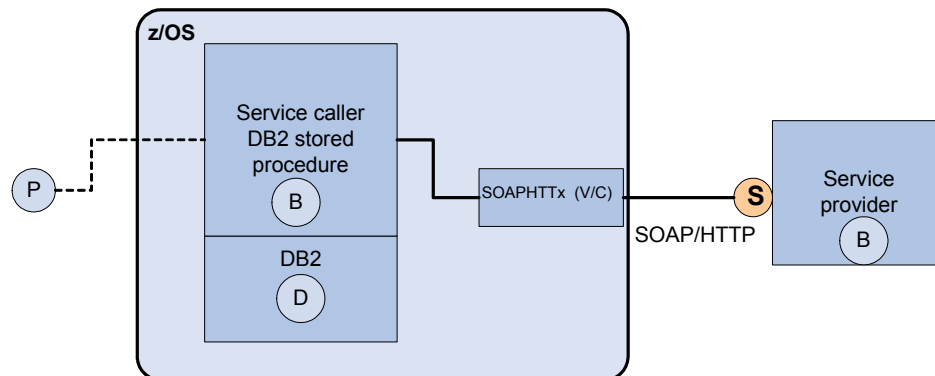 z/OS
Service caller
DB2 stored
procedure
B
P
SOAPHTTx (V/C)
S
Service
provider
B
SOAP/HTTP
DB2
D